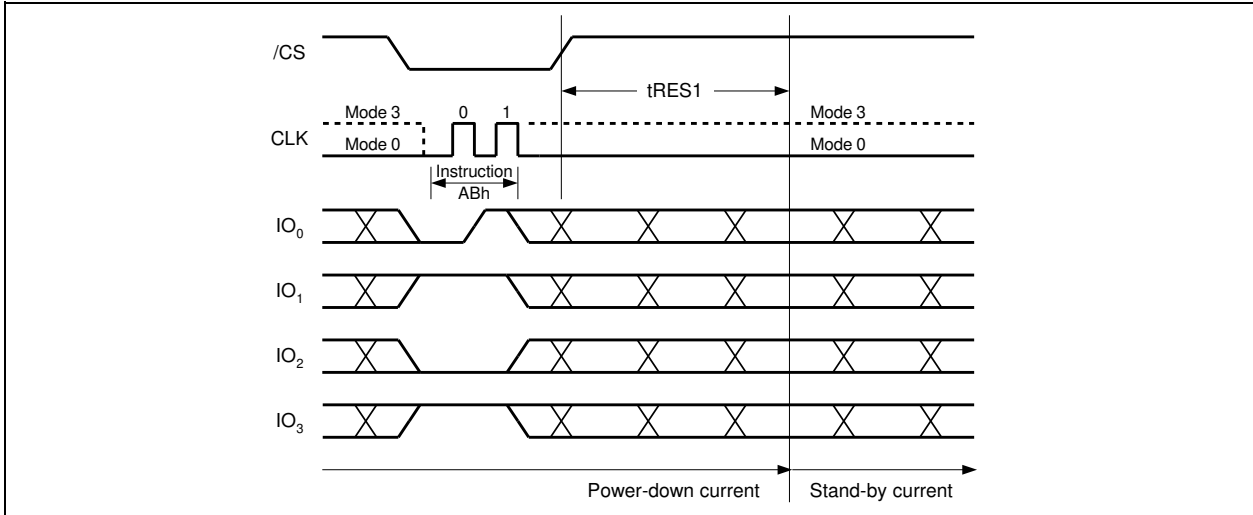 /CS
tRES1
Mode 3 0 1 Mode 3
CLK
Mode 0 Mode 0
Instruction
ABh
IO₀
IO₁
IO₂
IO₃
Power-down current Stand-by current